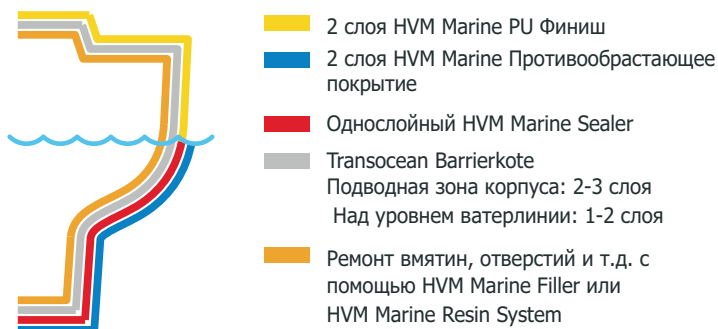 2 слоя HVM Marine PU Финиш
2 слоя HVM Marine Противообрастающее
покрытие
Однослойный HVM Marine Sealer
Transocean Barrierkote
Подводная зона корпуса: 2-3 слоя
Над уровнем ватерлинии: 1-2 слоя
Ремонт вмятин, отверстий и т.д. с
помощью HVM Marine Filler или
HVM Marine Resin System